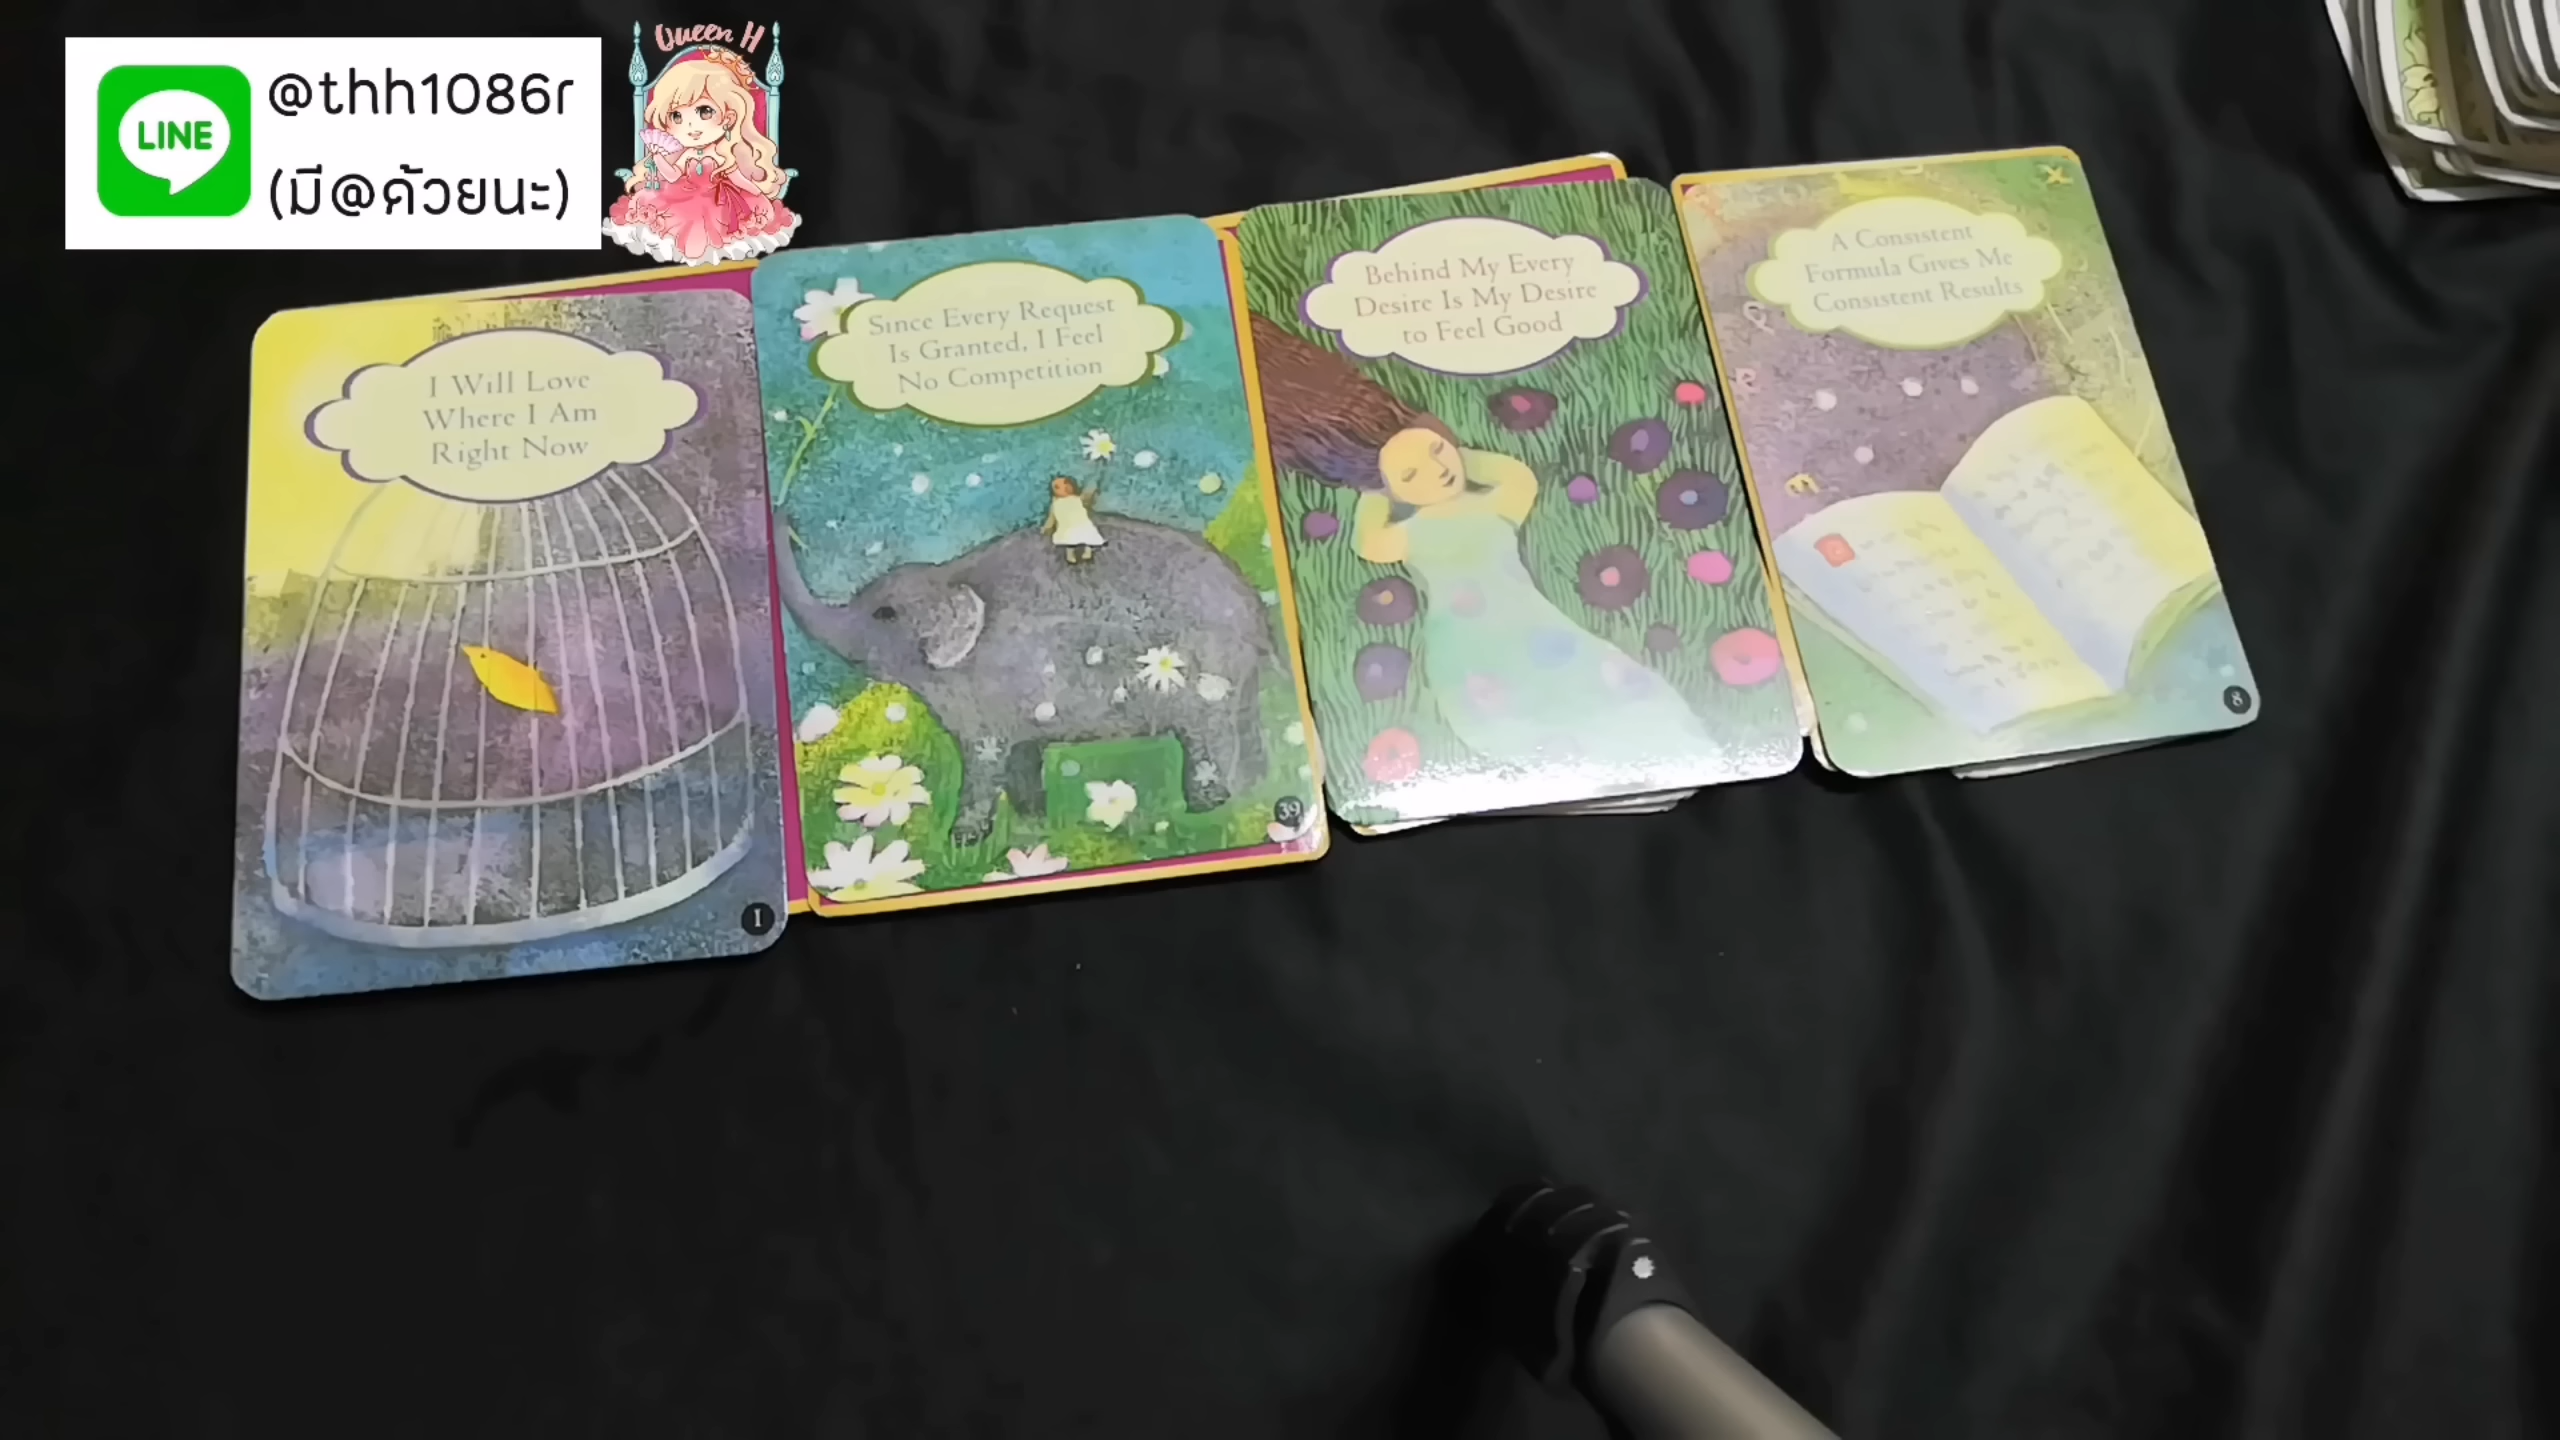 LINE
@thh1086r
(มี@ด้วยนะ)
Queen H
I Will Love
Where I Am
Right Now
1
Since Every Request
Is Granted, I Feel
No Competition
39
Behind My Every
Desire Is My Desire
to Feel Good
A Consistent
Formula Gives Me
Consistent Results
8